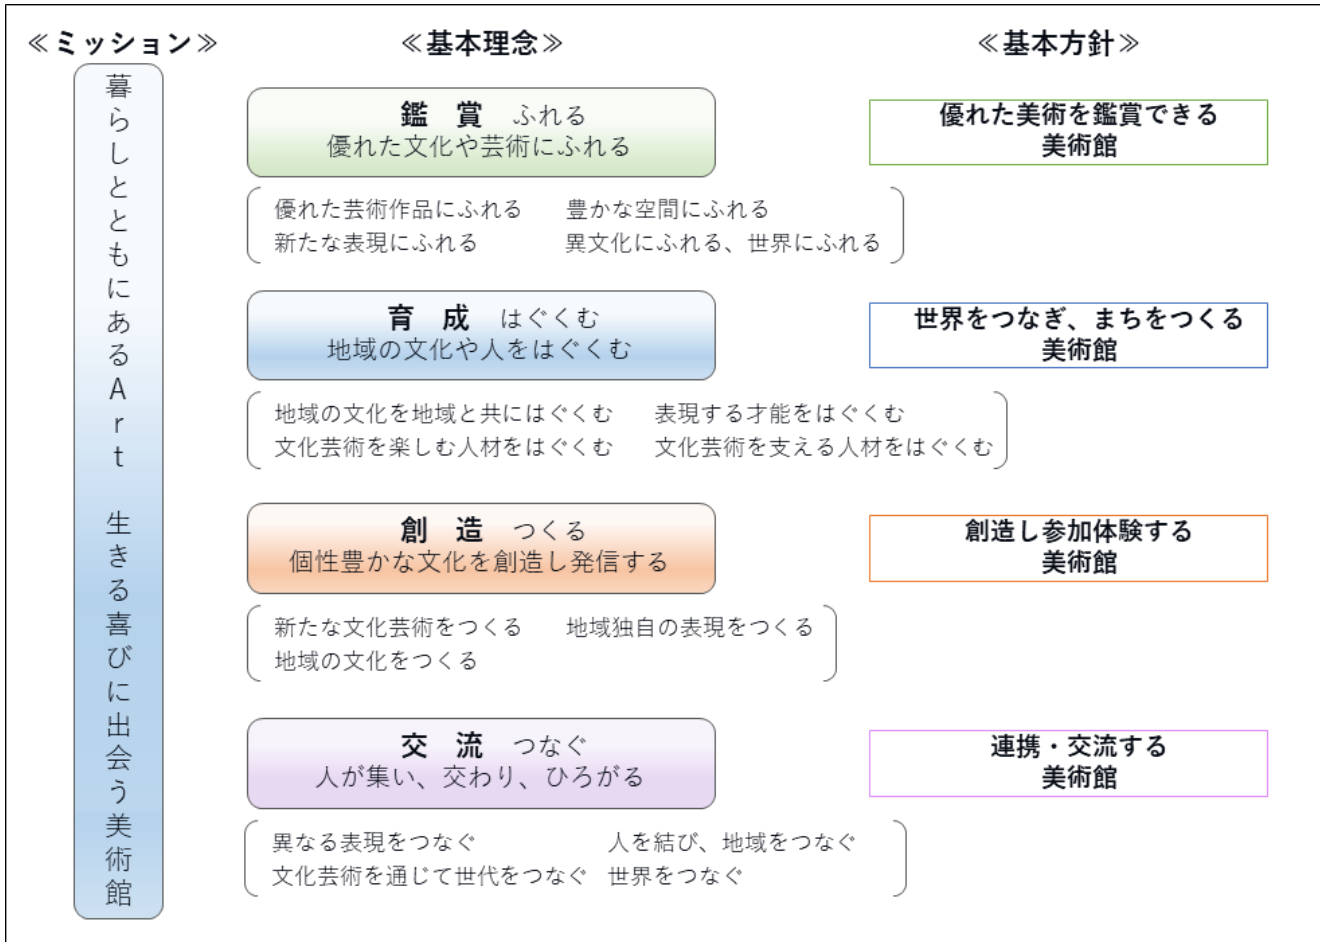 ≪ミッション≫
≪基本理念≫
≪基本方針≫
暮らしとともにあるArt　生きる喜びに出会う美術館
鑑　賞　ふれる
優れた文化や芸術にふれる
優れた美術を鑑賞できる
美術館
優れた芸術作品にふれる　　豊かな空間にふれる
新たな表現にふれる　　　　異文化にふれる、世界にふれる
育　成　はぐくむ
地域の文化や人をはぐくむ
世界をつなぎ、まちをつくる
美術館
地域の文化を地域と共にはぐくむ　　表現する才能をはぐくむ
文化芸術を楽しむ人材をはぐくむ　　文化芸術を支える人材をはぐくむ
創　造　つくる
個性豊かな文化を創造し発信する
創造し参加体験する
美術館
新たな文化芸術をつくる　　地域独自の表現をつくる
地域の文化をつくる
交　流　つなぐ
人が集い、交わり、ひろがる
連携・交流する
美術館
異なる表現をつなぐ　　　　　　人を結び、地域をつなぐ
文化芸術を通じて世代をつなぐ　世界をつなぐ